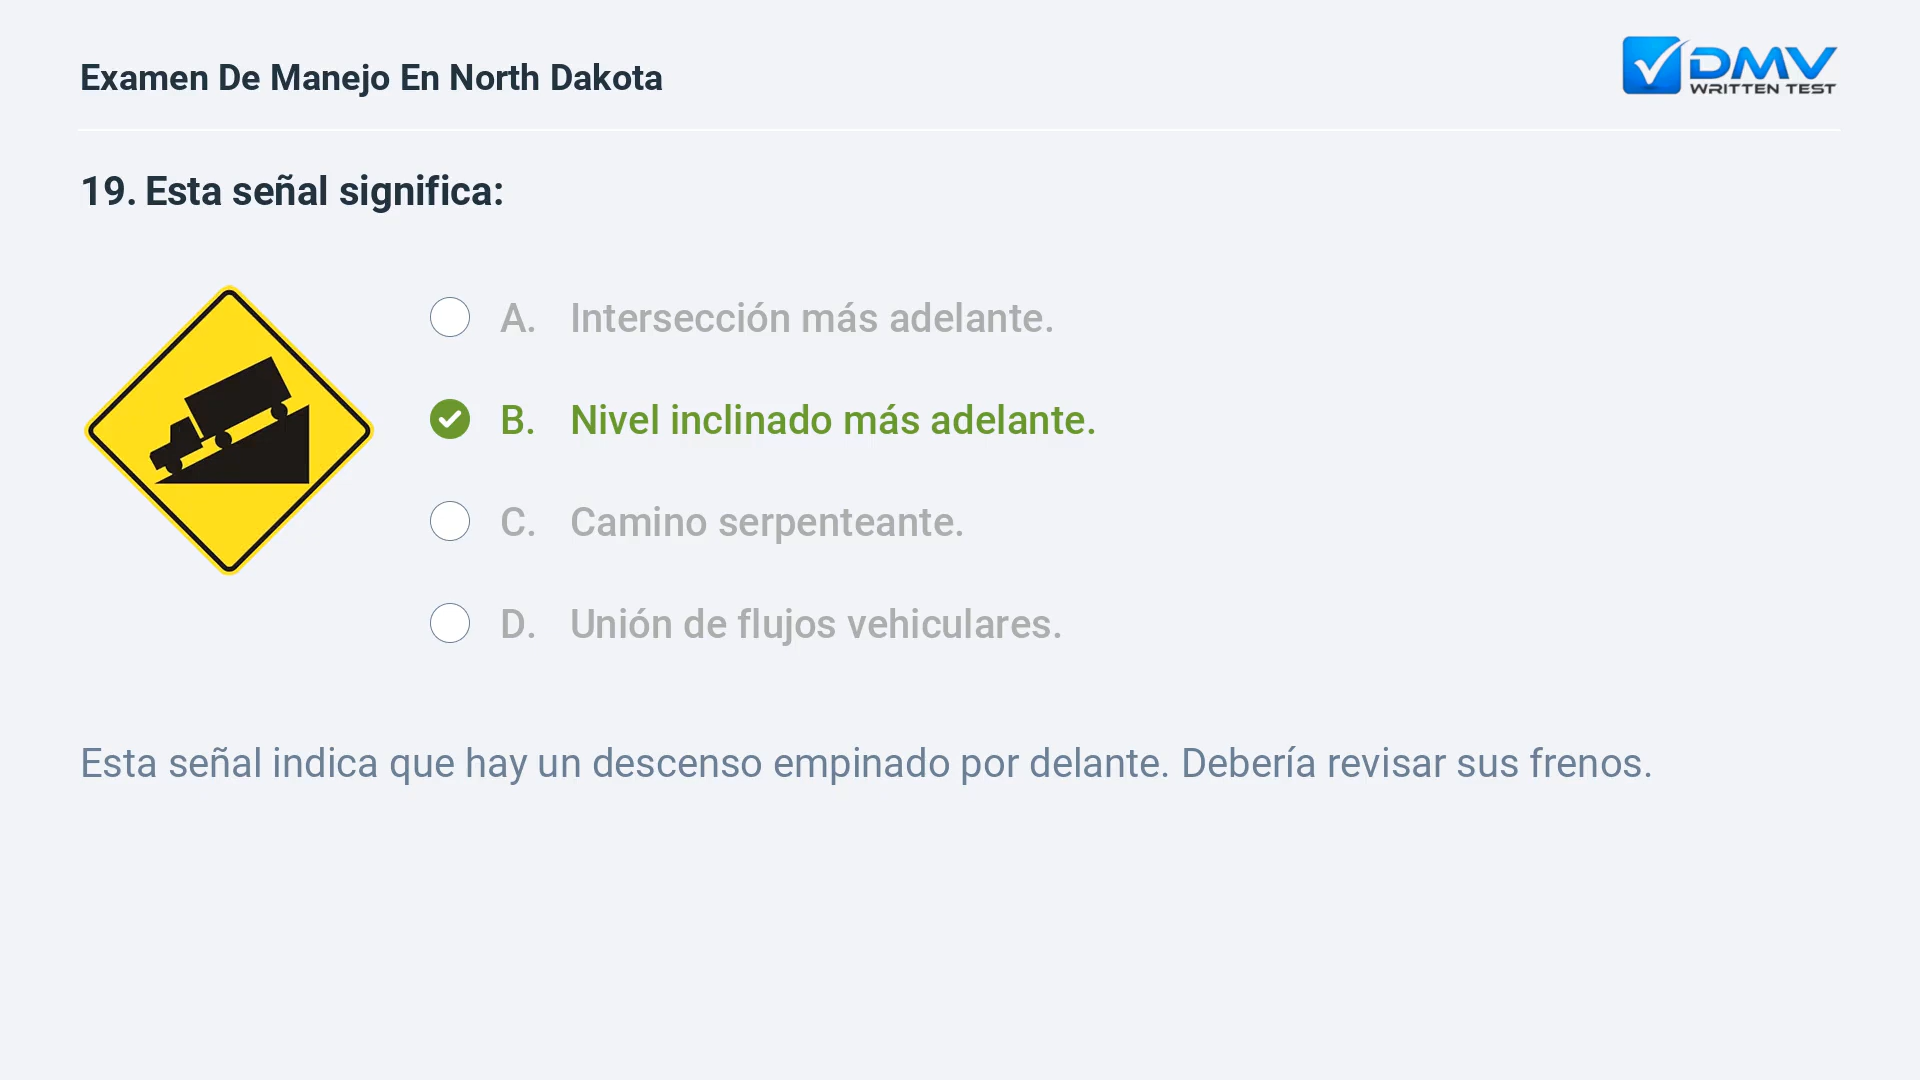 Examen De Manejo En North Dakota
DMV
WRITTEN TEST
19. Esta señal significa:
A. Intersección más adelante.
B. Nivel inclinado más adelante.
C. Camino serpenteante.
D. Unión de flujos vehiculares.
Esta señal indica que hay un descenso empinado por delante. Debería revisar sus frenos.